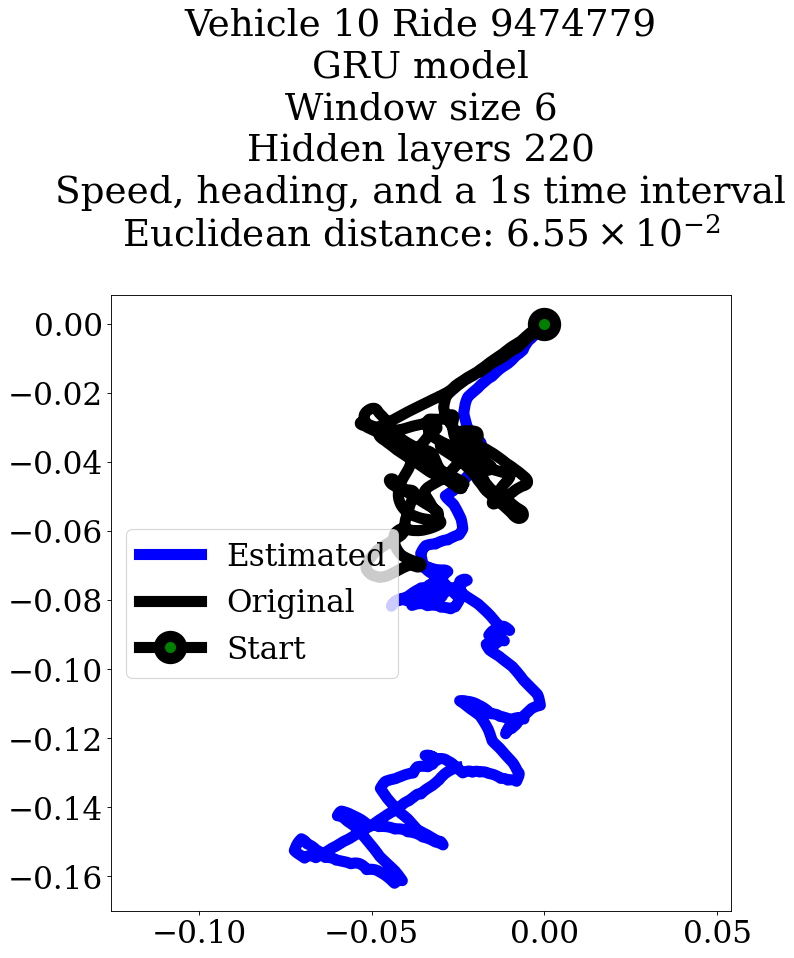 Vehicle 10 Ride 9474779
GRU model
Window size 6
Hidden layers 220
Speed, heading, and a 1s time interval
Euclidean distance: 6.55 × 10⁻²
0.00
−0.02
−0.04
−0.06
−0.08
−0.10
−0.12
−0.14
−0.16
Estimated
Original
Start
−0.10 −0.05 0.00 0.05